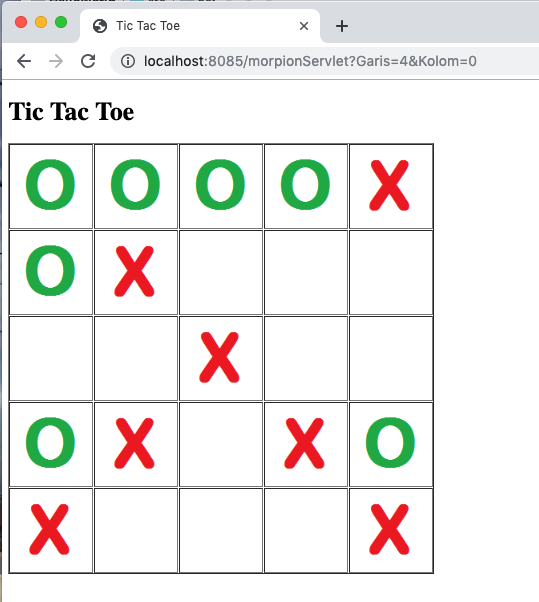 Tic Tac Toe
localhost:8085/morpionServlet?Garis=4&Kolom=0
Tic Tac Toe
O O O O X
O X
X
O X X O
X X